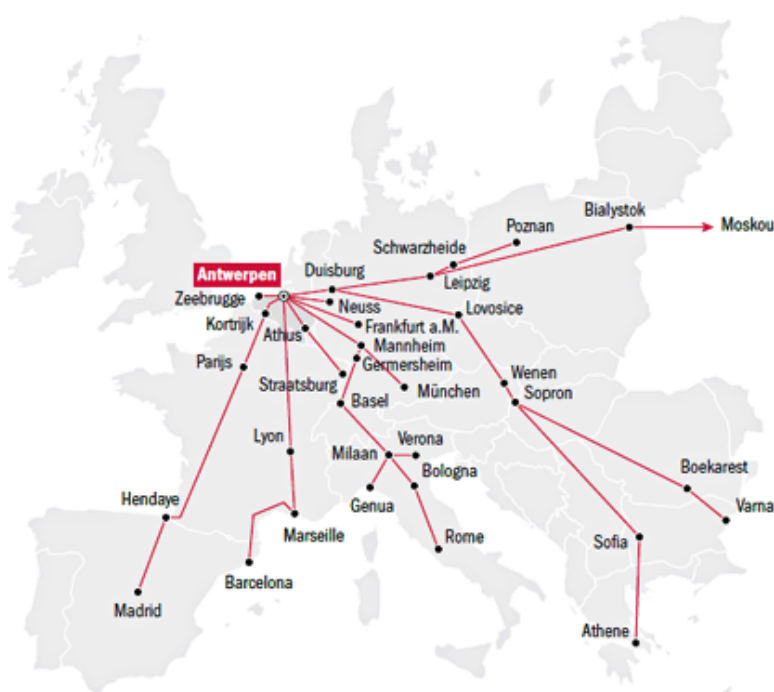 Bialystok
Poznan
Moskou
Schwarzheide
Antwerpen
Duisburg
Leipzig
Zeebrugge
Neuss
Lovosice
Kortrijk
Athus
Frankfurt a.M.
Mannheim
Parijs
Germersheim
Wenen
Straatsburg
München
Sopron
Basel
Lyon
Milaan
Verona
Bologna
Boekarest
Hendaye
Genua
Varna
Marseille
Rome
Sofia
Barcelona
Madrid
Athene